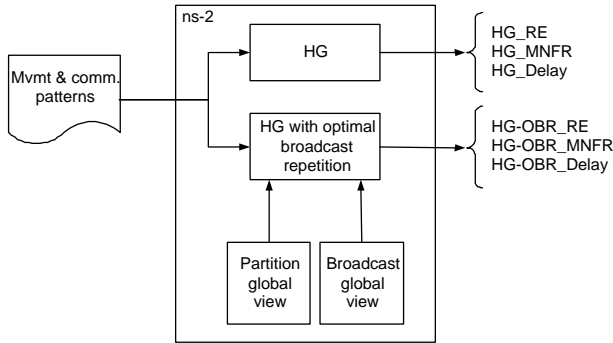 ns-2
Mvmt & comm.
patterns
HG
HG_RE
HG_MNFR
HG_Delay
HG with optimal
broadcast
repetition
HG-OBR_RE
HG-OBR_MNFR
HG-OBR_Delay
Partition
global
view
Broadcast
global
view